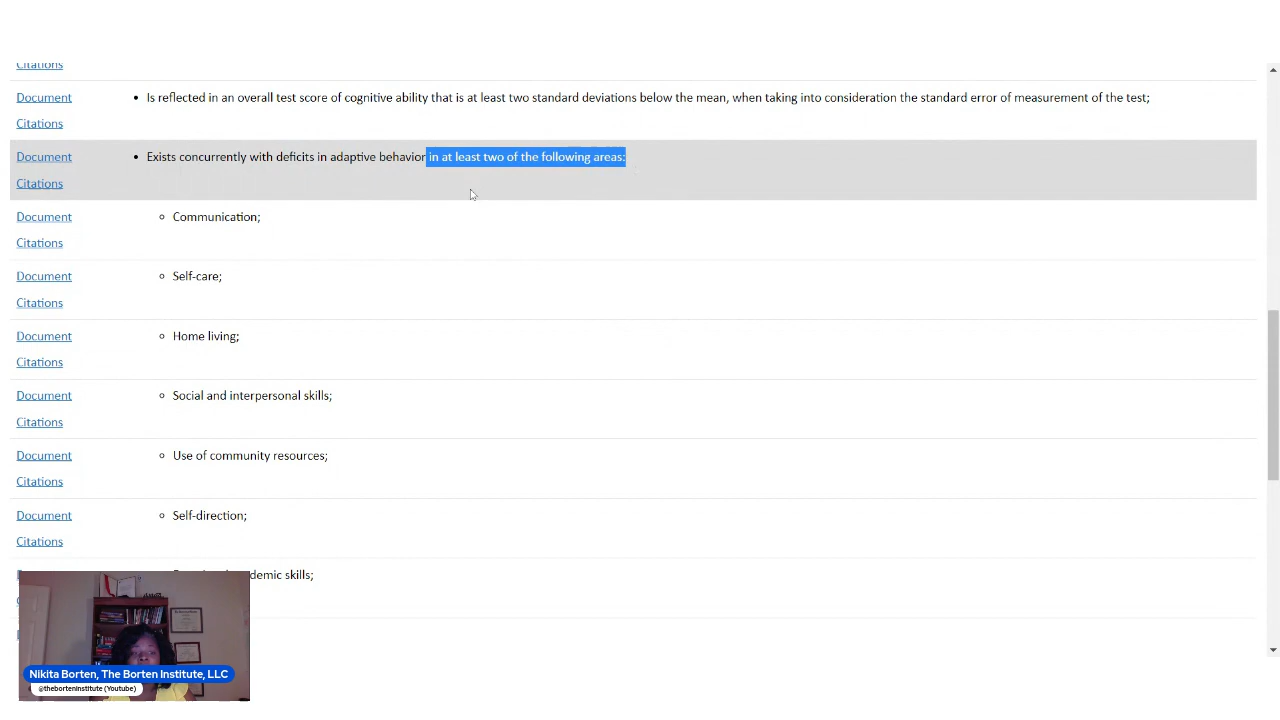 Citations
Document
• Is reflected in an overall test score of cognitive ability that is at least two standard deviations below the mean, when taking into consideration the standard error of measurement of the test;
Citations
Document
• Exists concurrently with deficits in adaptive behavior in at least two of the following areas:
Citations
Document
◦ Communication;
Citations
Document
◦ Self-care;
Citations
Document
◦ Home living;
Citations
Document
◦ Social and interpersonal skills;
Citations
Document
◦ Use of community resources;
Citations
Document
◦ Self-direction;
Citations
skills;
Nikita Borten, The Borten Institute, LLC
@theborteninstitute (Youtube)